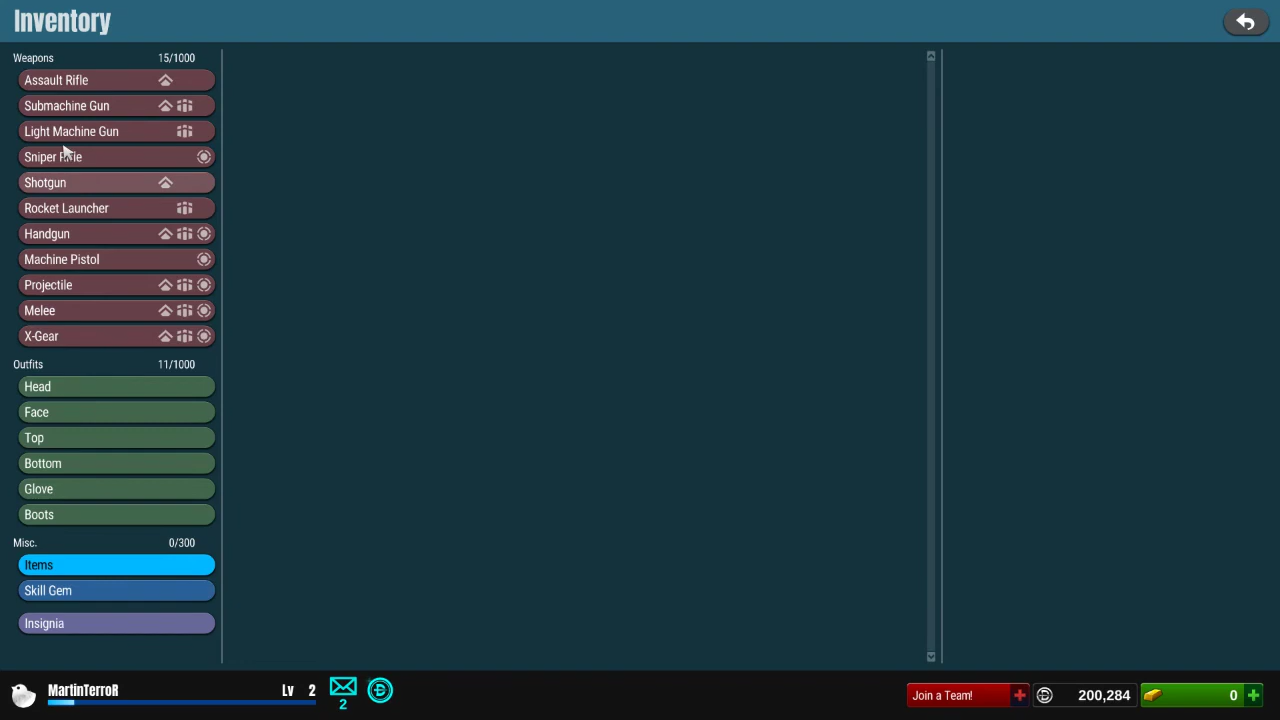 Inventory
Weapons 15/1000
Assault Rifle
Submachine Gun
Light Machine Gun
Sniper Rifle
Shotgun
Rocket Launcher
Handgun
Machine Pistol
Projectile
Melee
X-Gear
Outfits 11/1000
Head
Face
Top
Bottom
Glove
Boots
Misc. 0/300
Items
Skill Gem
Insignia
MartinTerroR Lv 2 2 Join a Team! 200,284 0